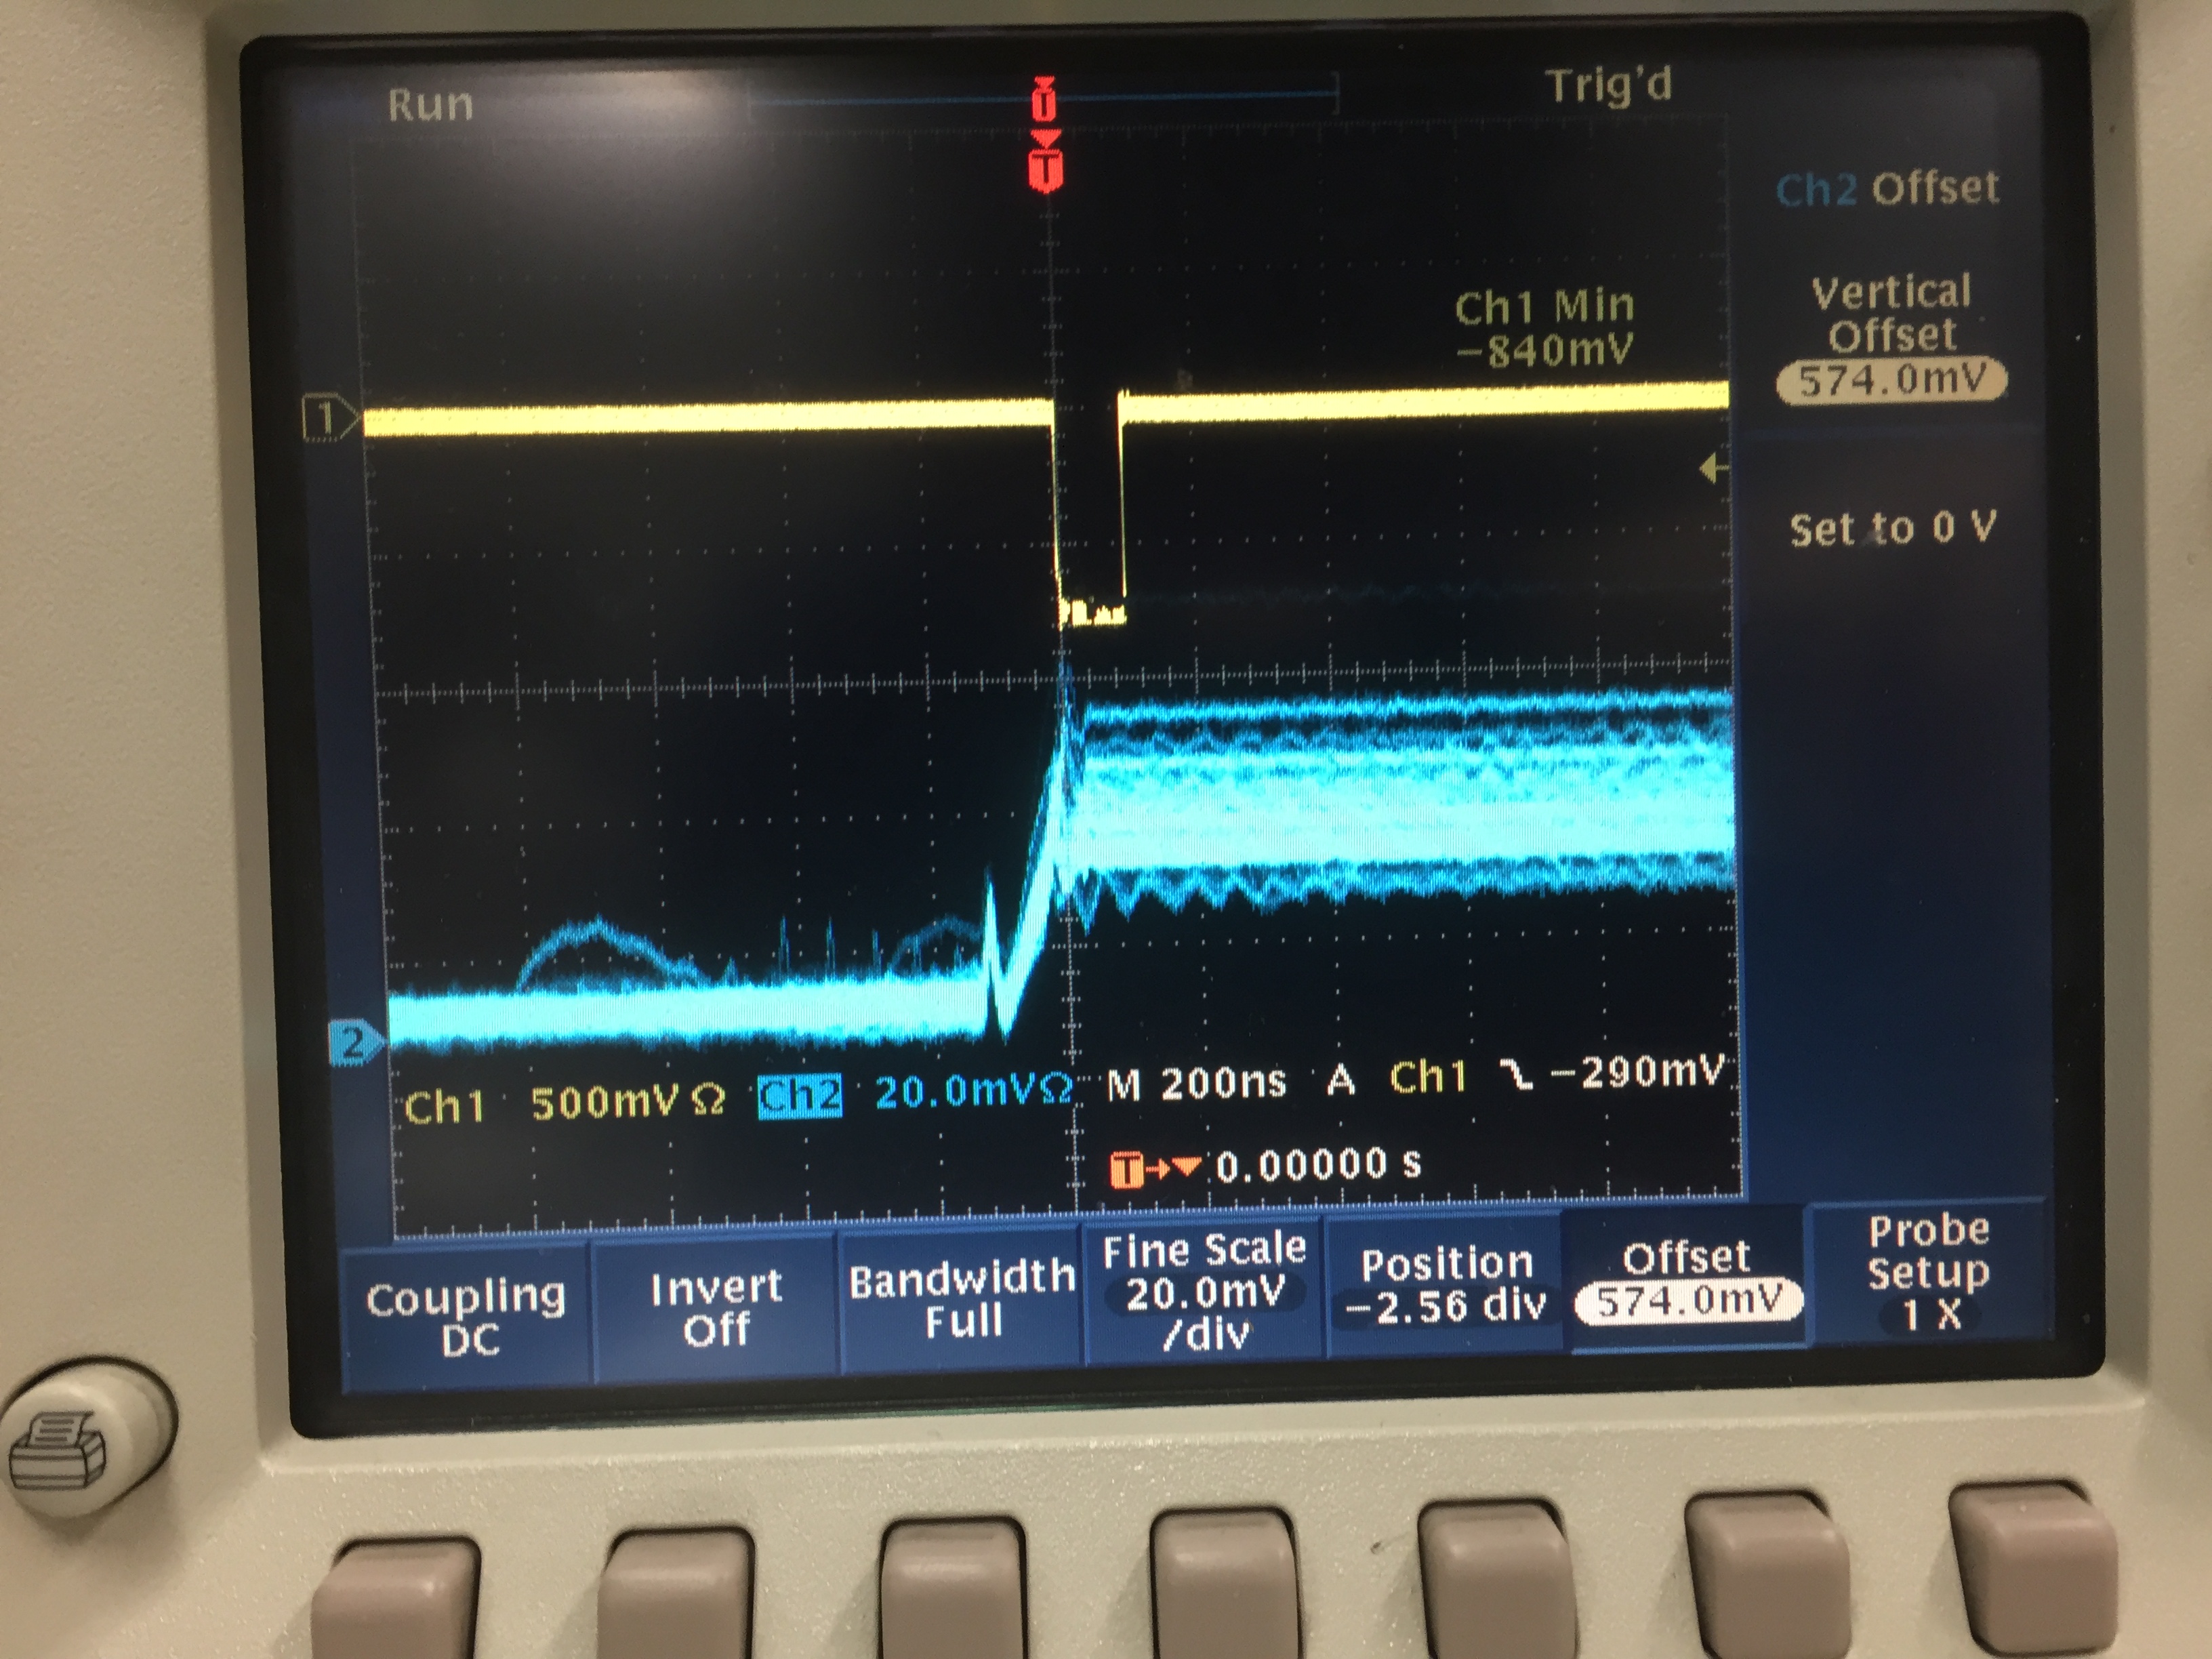 Run
Trig'd
T
T
Ch2 Offset
Vertical
Offset
574.0mV
Ch1 Min
−840mV
1
Set to 0 V
2
Ch1 500mVΩ Ch2 20.0mVΩ M 200ns A Ch1 −290mV
T 0.00000 s
Coupling
DC
Invert
Off
Bandwidth
Full
Fine Scale
20.0mV
/div
Position
−2.56 div
Offset
574.0mV
Probe
Setup
1 X